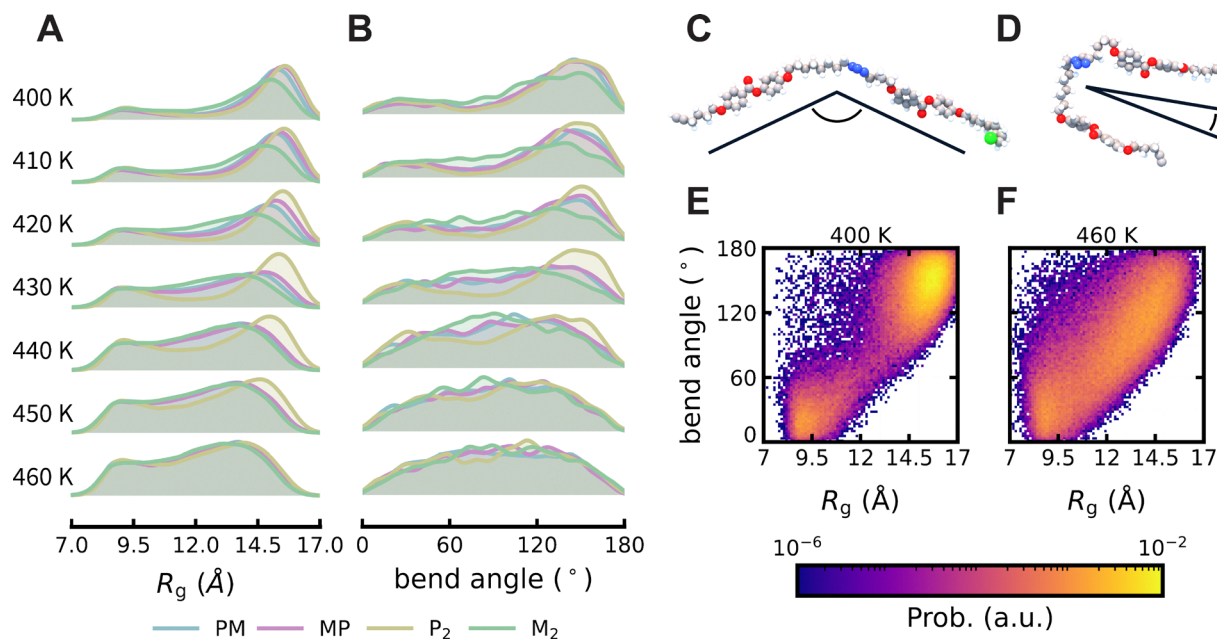 A
B
C
D
400 K
410 K
420 K
430 K
440 K
450 K
460 K
7.0 9.5 12.0 14.5 17.0
Rg (Å)
0 60 120 180
bend angle (°)
PM MP P2 M2
E
F
400 K
460 K
bend angle (°)
180
120
60
0
7 9.5 14.5 17
7 9.5 14.5 17
Rg (Å)
Rg (Å)
10−6
10−2
Prob. (a.u.)